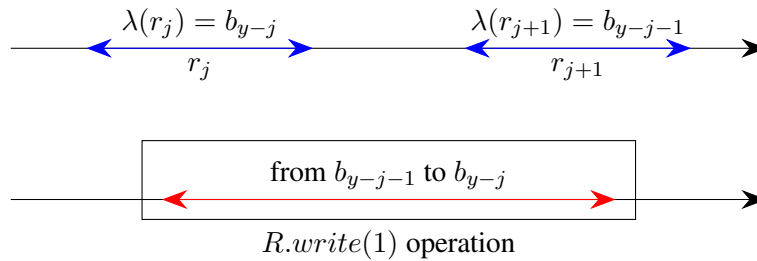 λ(r_j) = b_{y−j} λ(r_{j+1}) = b_{y−j−1}
r_j r_{j+1}
from b_{y−j−1} to b_{y−j}
R.write(1) operation